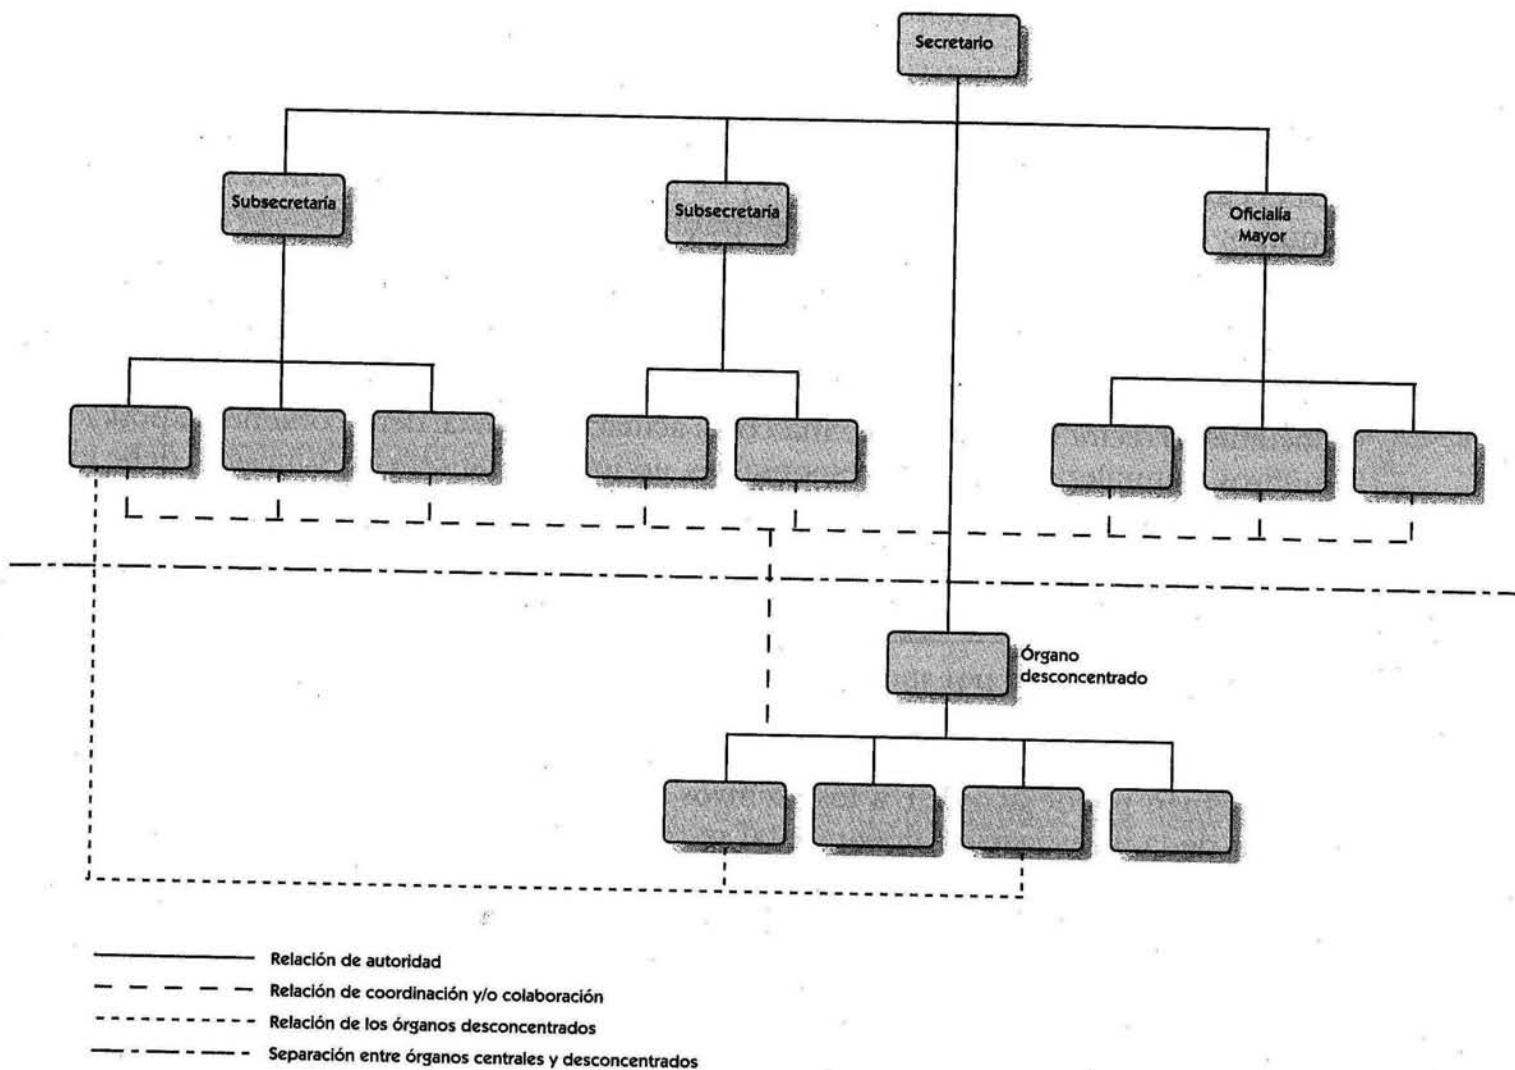 Secretario
Subsecretaría
Subsecretaría
Oficialía
Mayor
Órgano
desconcentrado
Relación de autoridad
Relación de coordinación y/o colaboración
Relación de los órganos desconcentrados
Separación entre órganos centrales y desconcentrados